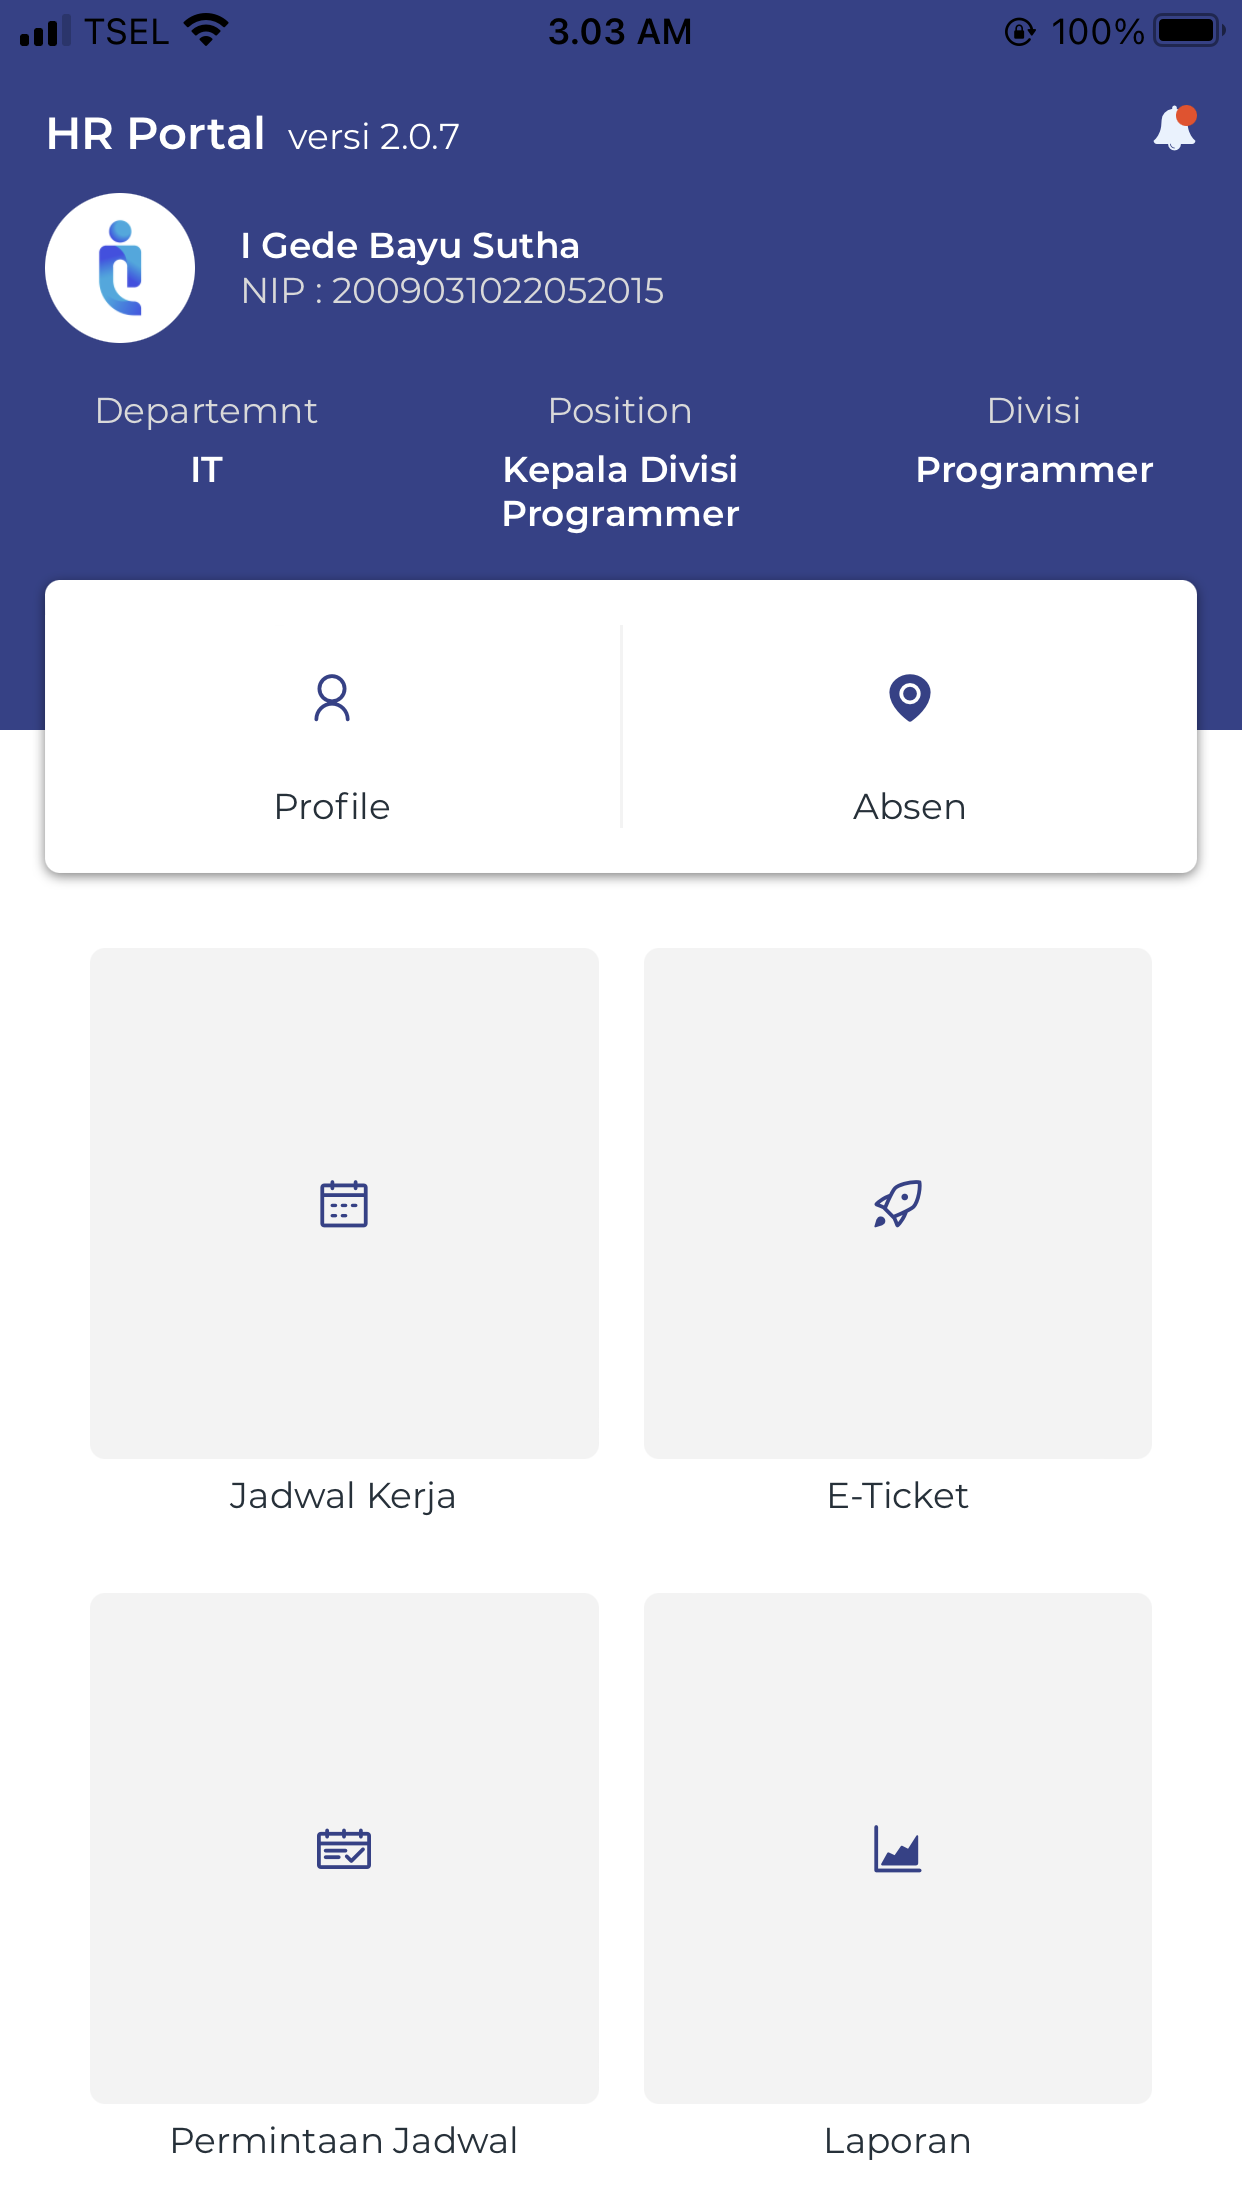 TSEL 3.03 AM 100%
HR Portal versi 2.0.7
I Gede Bayu Sutha
NIP : 2009031022052015
Departemnt Position Divisi
IT Kepala Divisi Programmer
Programmer
Profile Absen
Jadwal Kerja E-Ticket
Permintaan Jadwal Laporan